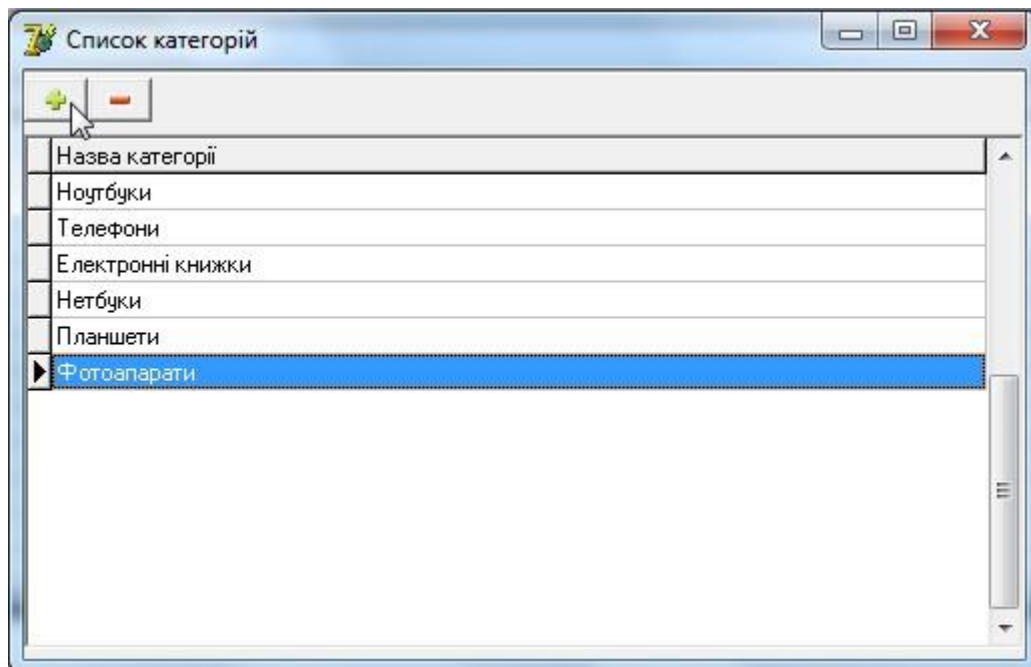 Список категорій
Назва категорії
Ноутбуки
Телефони
Електронні книжки
Нетбуки
Планшети
Фотоапарати